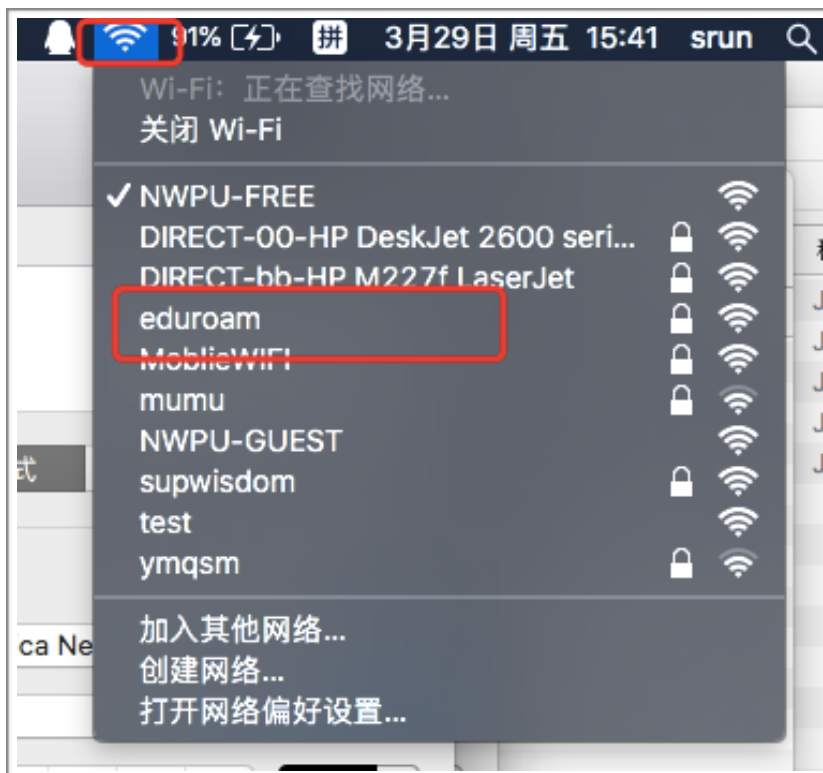 91% 拼 3月29日 周五 15:41 srun
Wi-Fi：正在查找网络...
关闭 Wi-Fi
NWPU-FREE
DIRECT-00-HP DeskJet 2600 seri...
DIRECT-bb-HP M227f LaserJet
eduroam
MoblieWIFI
mumu
NWPU-GUEST
式
supwisdom
test
ymqsm
加入其他网络...
ca Ne
创建网络...
打开网络偏好设置...